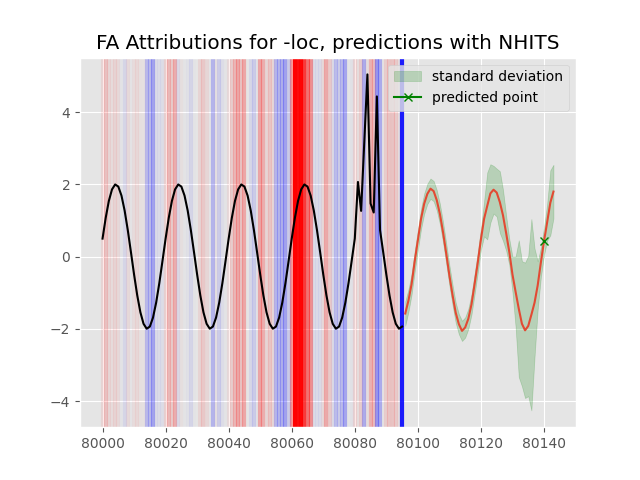 FA Attributions for -loc, predictions with NHITS
standard deviation
predicted point
4
2
0
−2
−4
80000 80020 80040 80060 80080 80100 80120 80140